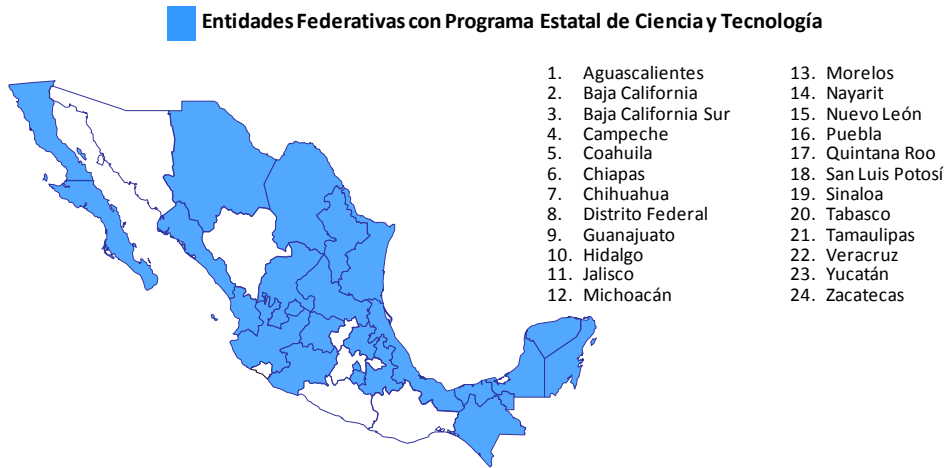 Entidades Federativas con Programa Estatal de Ciencia y Tecnología
1. Aguascalientes
2. Baja California
3. Baja California Sur
4. Campeche
5. Coahuila
6. Chiapas
7. Chihuahua
8. Distrito Federal
9. Guanajuato
10. Hidalgo
11. Jalisco
12. Michoacán
13. Morelos
14. Nayarit
15. Nuevo León
16. Puebla
17. Quintana Roo
18. San Luis Potosí
19. Sinaloa
20. Tabasco
21. Tamaulipas
22. Veracruz
23. Yucatán
24. Zacatecas